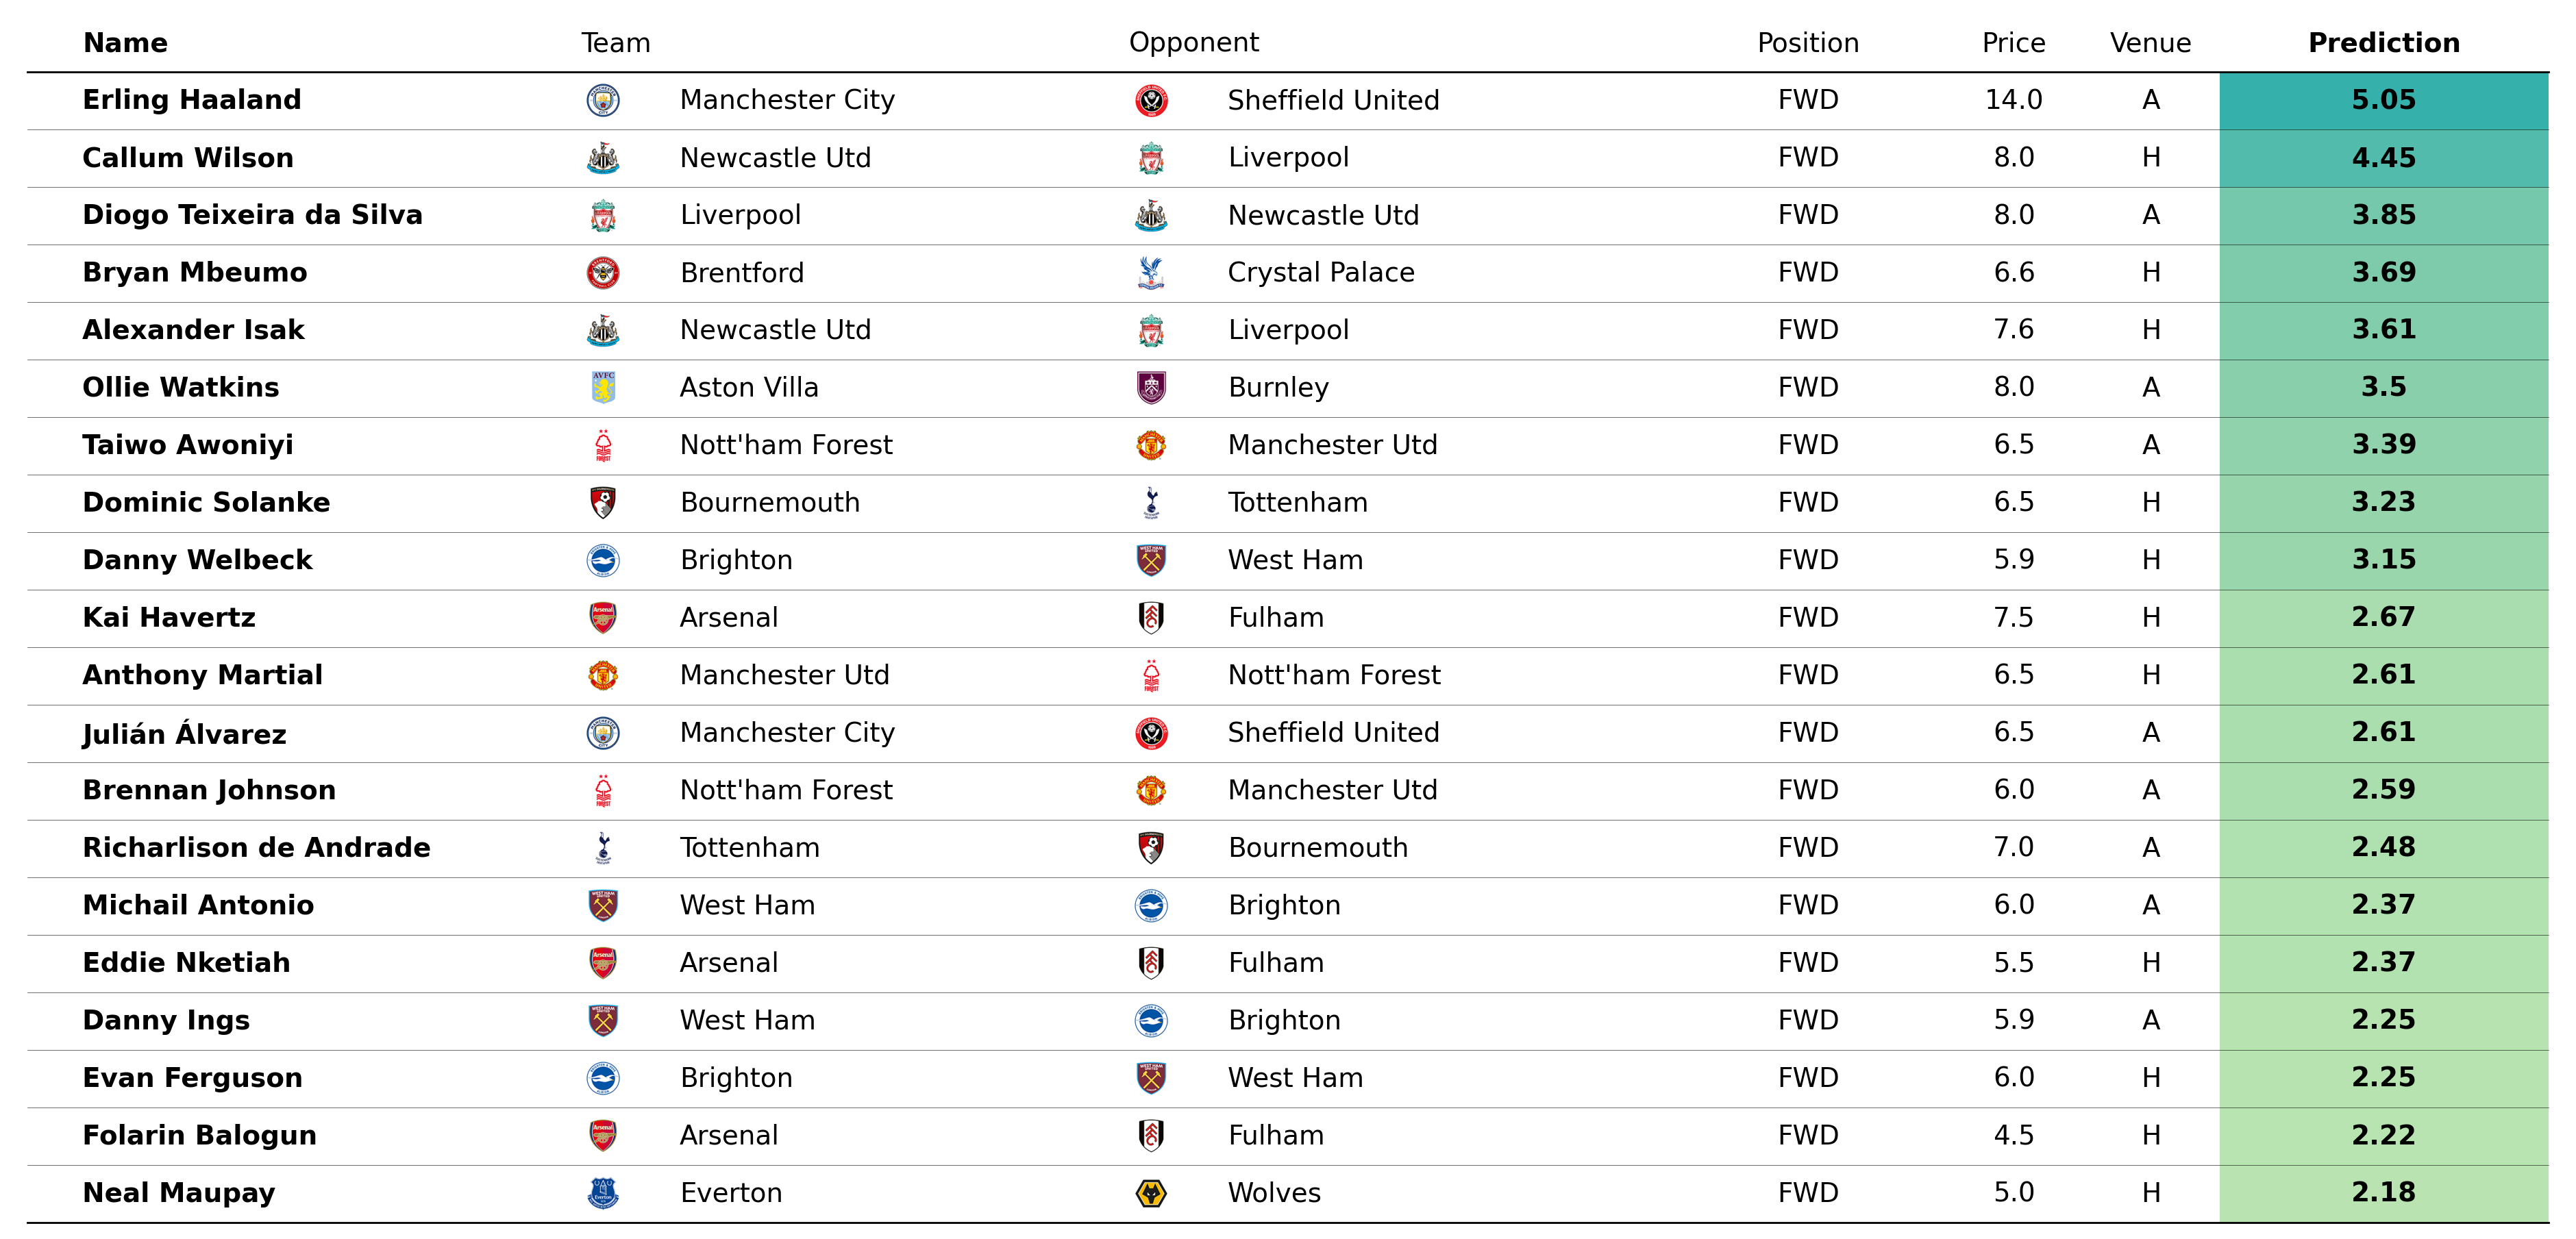 Name Team Opponent Position Price Venue Prediction
Erling Haaland Manchester City Sheffield United FWD 14.0 A 5.05
Callum Wilson Newcastle Utd Liverpool FWD 8.0 H 4.45
Diogo Teixeira da Silva Liverpool Newcastle Utd FWD 8.0 A 3.85
Bryan Mbeumo Brentford Crystal Palace FWD 6.6 H 3.69
Alexander Isak Newcastle Utd Liverpool FWD 7.6 H 3.61
Ollie Watkins Aston Villa Burnley FWD 8.0 A 3.5
Taiwo Awoniyi Nott'ham Forest Manchester Utd FWD 6.5 A 3.39
Dominic Solanke Bournemouth Tottenham FWD 6.5 H 3.23
Danny Welbeck Brighton West Ham FWD 5.9 H 3.15
Kai Havertz Arsenal Fulham FWD 7.5 H 2.67
Anthony Martial Manchester Utd Nott'ham Forest FWD 6.5 H 2.61
Julián Álvarez Manchester City Sheffield United FWD 6.5 A 2.61
Brennan Johnson Nott'ham Forest Manchester Utd FWD 6.0 A 2.59
Richarlison de Andrade Tottenham Bournemouth FWD 7.0 A 2.48
Michail Antonio West Ham Brighton FWD 6.0 A 2.37
Eddie Nketiah Arsenal Fulham FWD 5.5 H 2.37
Danny Ings West Ham Brighton FWD 5.9 A 2.25
Evan Ferguson Brighton West Ham FWD 6.0 H 2.25
Folarin Balogun Arsenal Fulham FWD 4.5 H 2.22
Neal Maupay Everton Wolves FWD 5.0 H 2.18